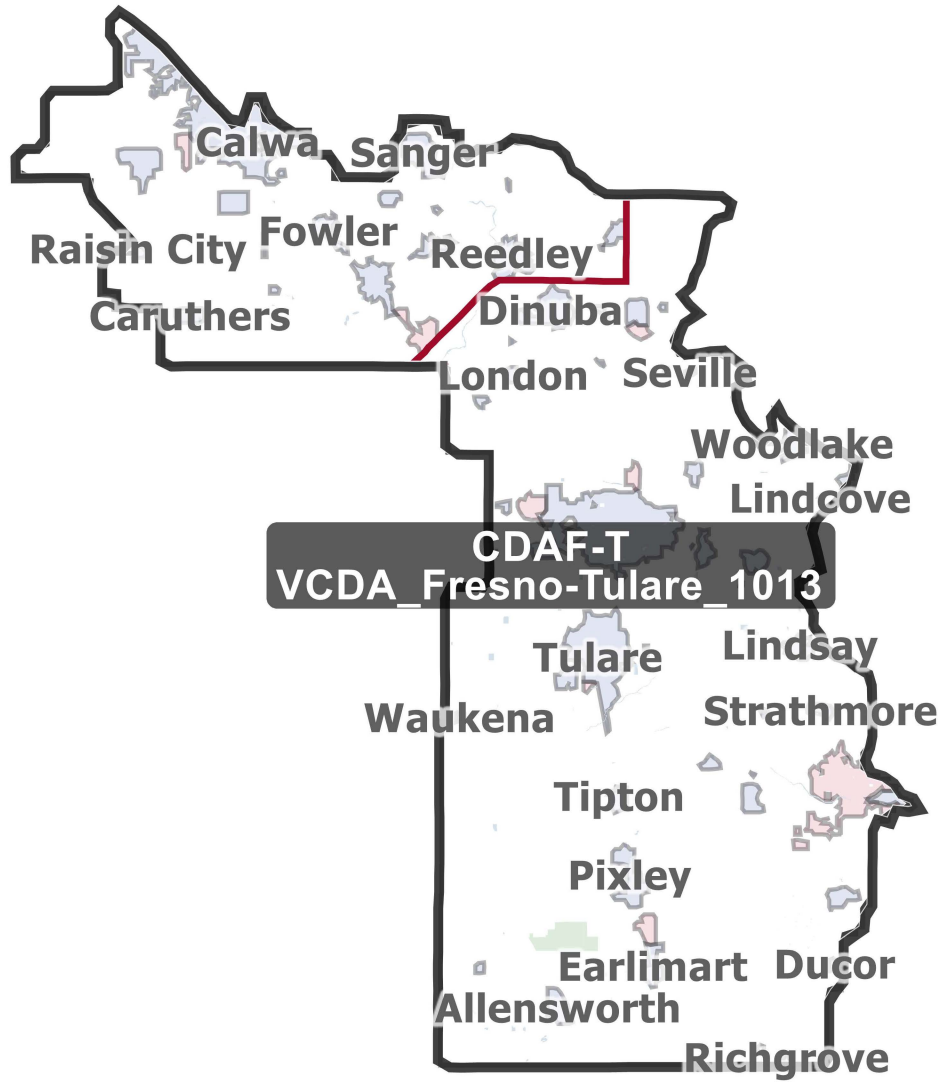 Calwa
Sanger
Fowler
Raisin City
Reedley
Caruthers
Dinuba
London
Seville
Woodlake
Lindcove
CDAF-T
VCDA_Fresno-Tulare_1013
Tulare
Lindsay
Waukena
Strathmore
Tipton
Pixley
Earlimart
Ducor
Allensworth
Richgrove